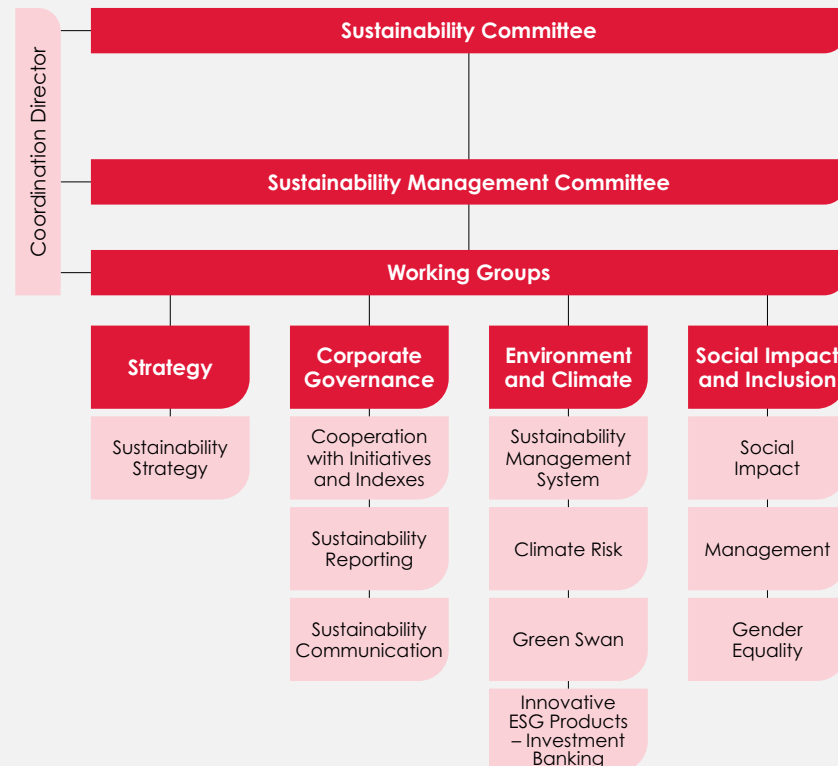 Coordination Director
Sustainability Committee
Sustainability Management Committee
Working Groups
Strategy
Sustainability
Strategy
Corporate
Governance
Cooperation
with Initiatives
and Indexes
Sustainability
Reporting
Sustainability
Communication
Environment
and Climate
Sustainability
Management
System
Climate Risk
Green Swan
Innovative
ESG Products
– Investment
Banking
Social Impact
and Inclusion
Social
Impact
Management
Gender
Equality